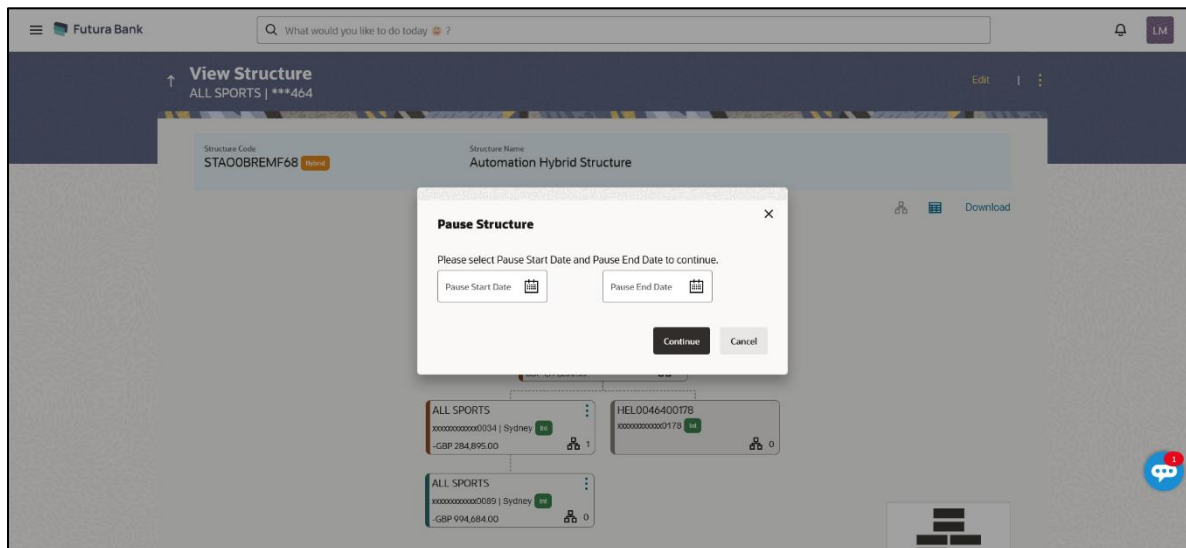 Futura Bank
What would you like to do today ?
LM
View Structure
ALL SPORTS | ***464
Edit
Structure Code
STAO0BREMF68 Hybrid
Structure Name
Automation Hybrid Structure
Download
Pause Structure
Please select Pause Start Date and Pause End Date to continue.
Pause Start Date
Pause End Date
Continue
Cancel
ALL SPORTS
xxxxxxxxxxxx0034 | Sydney Int
-GBP 284,895.00
1
HEL0046400178
xxxxxxxxxxxx0178 Int
0
ALL SPORTS
xxxxxxxxxxxx0089 | Sydney Int
-GBP 994,684.00
0
1